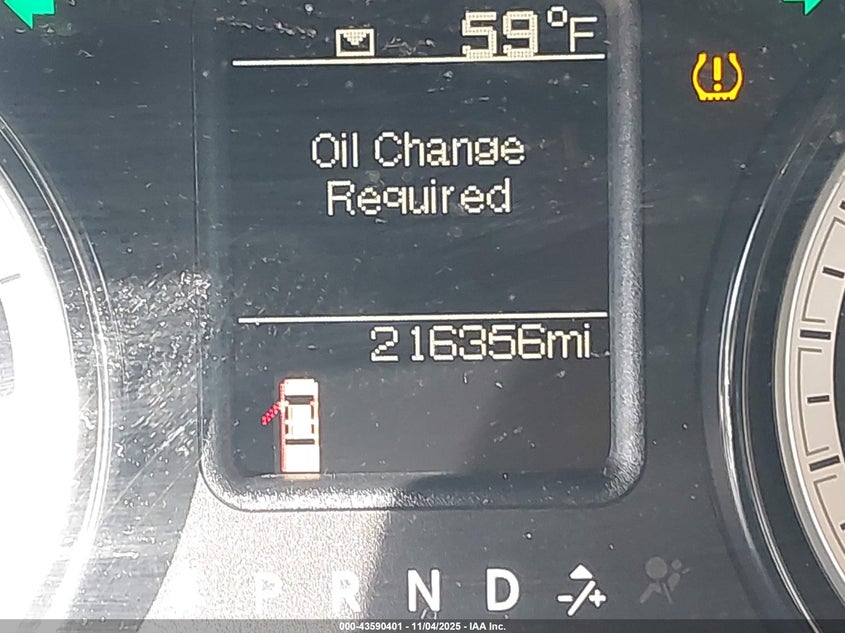 59°F
Oil Change
Required
216356mi
P R N D -/+
000-43590401 - 11/04/2025 - IAA Inc.